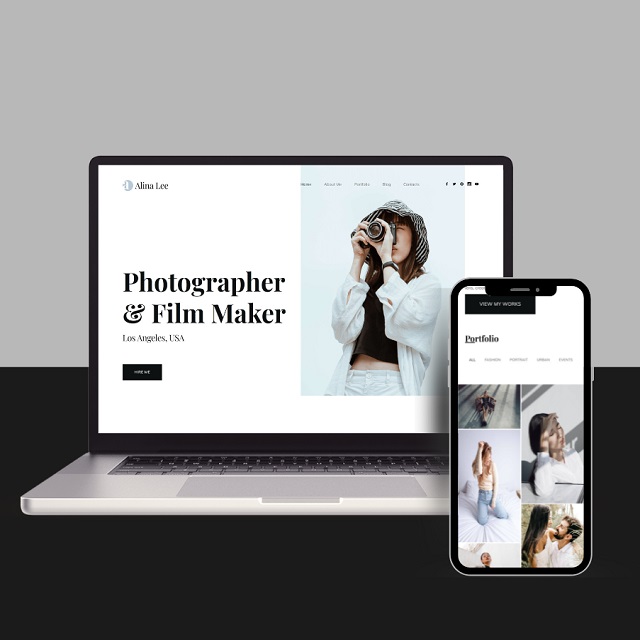 Alina Lee
Home About Me Portfolio Blog Contacts
Photographer
& Film Maker
Los Angeles, USA
HIRE ME
VIEW MY WORKS
Portfolio
ALL FASHION PORTRAIT URBAN EVENTS